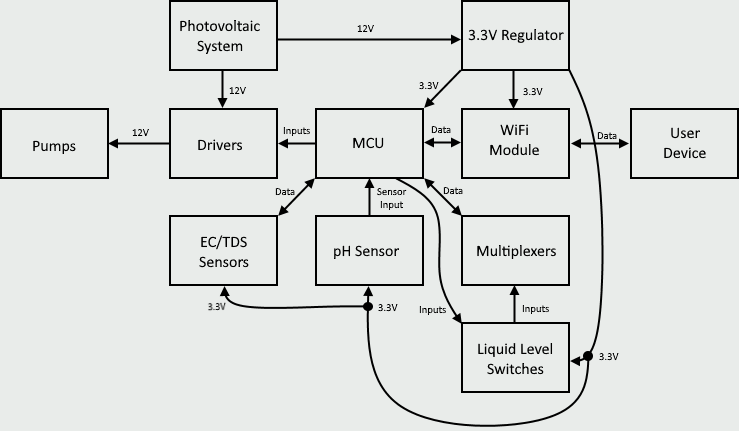 Photovoltaic
System
12V
3.3V Regulator
12V
3.3V
3.3V
Pumps
12V
Drivers
Inputs
MCU
Data
WiFi
Module
Data
User
Device
Data
Sensor
Input
Data
EC/TDS
Sensors
pH Sensor
Multiplexers
3.3V
3.3V
Inputs
Inputs
Liquid Level
Switches
3.3V